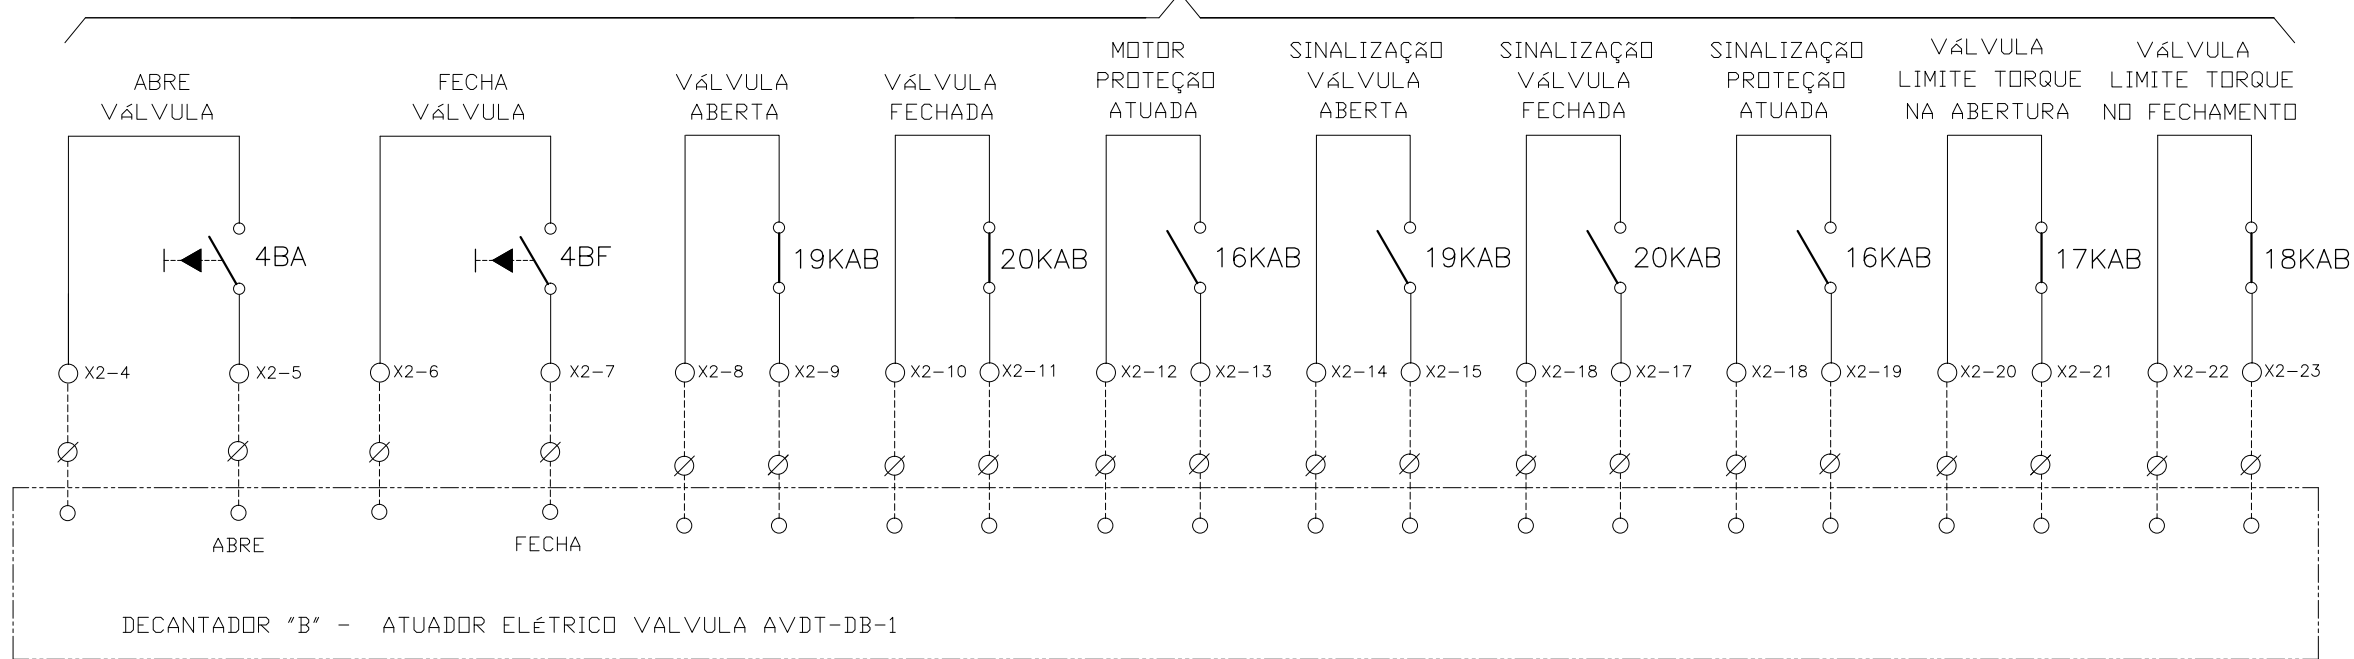 ABRE
VáLVULA
FECHA
VáLVULA
VáLVULA
ABERTA
VáLVULA
FECHADA
MOTOR
PROTEÇãO
ATUADA
SINALIZAÇãO
VáLVULA
ABERTA
SINALIZAÇãO
VáLVULA
FECHADA
SINALIZAÇãO
PROTEÇãO
ATUADA
VáLVULA
LIMITE TORQUE
NA ABERTURA
VáLVULA
LIMITE TORQUE
NO FECHAMENTO
4BA
4BF
19KAB
20KAB
16KAB
19KAB
20KAB
16KAB
17KAB
18KAB
X2-4
X2-5
X2-6
X2-7
X2-8
X2-9
X2-10
X2-11
X2-12
X2-13
X2-14
X2-15
X2-18
X2-17
X2-18
X2-19
X2-20
X2-21
X2-22
X2-23
ABRE
FECHA
DECANTADOR "B" - ATUADOR ELéTRICO VALVULA AVDT-DB-1